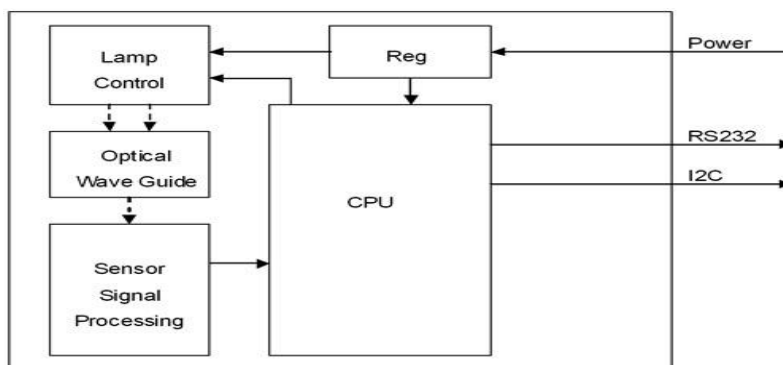 Lamp
Control
Reg
Power
Optical
Wave Guide
CPU
RS232
I2C
Sensor
Signal
Processing